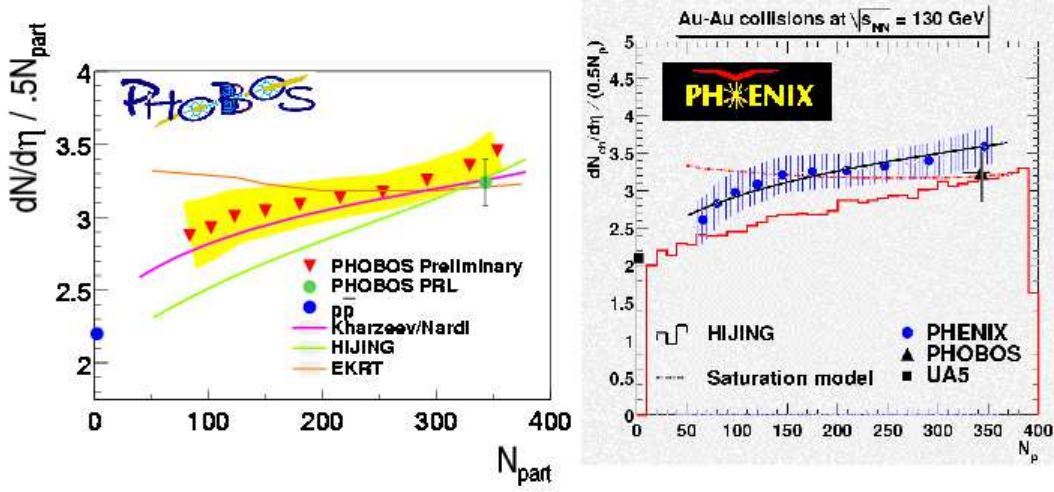 PHOBOS
dN/dη / .5N_part
4
3.5
3
2.5
2
PHOBOS Preliminary
PHOBOS PRL
pp̅
Kharzeev/Nardi
HIJING
EKRT
0 100 200 300 400
N_part
Au-Au collisions at √s_NN = 130 GeV
PHENIX
dN_ch/dη / (0.5N_p)
5
4.5
4
3.5
3
2.5
2
1.5
1
0.5
0
HIJING
Saturation model
PHENIX
PHOBOS
UA5
0 50 100 150 200 250 300 350 400
N_p